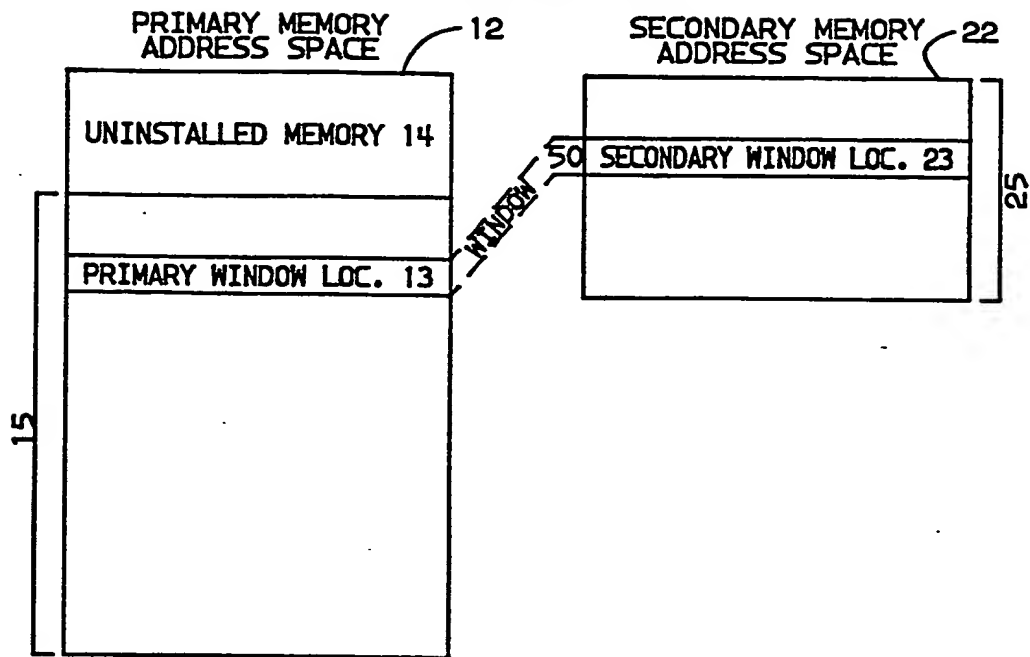 PRIMARY MEMORY
ADDRESS SPACE
12
UNINSTALLED MEMORY 14
PRIMARY WINDOW LOC. 13
15
WINDOW
50
SECONDARY MEMORY
ADDRESS SPACE
22
SECONDARY WINDOW LOC. 23
25